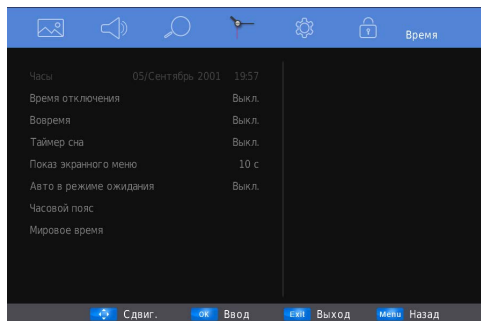 Время
Часы 05/Сентябрь 2001 19:57
Время отключения Выкл.
Вовремя Выкл.
Таймер сна Выкл.
Показ экранного меню 10 с
Авто в режиме ожидания Выкл.
Часовой пояс
Мировое время
Сдвиг. OK Ввод Exit Выход Menu Назад